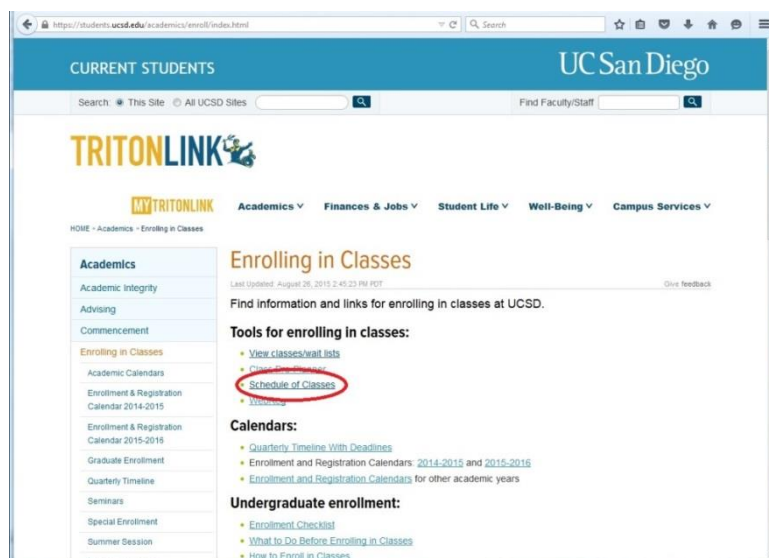 https://students.ucsd.edu/academics/enroll/index.html
Search
CURRENT STUDENTS
UC San Diego
Search: This Site All UCSD Sites
Find Faculty/Staff
TRITONLINK
MYTRITONLINK Academics Finances & Jobs Student Life Well-Being Campus Services
HOME - Academics - Enrolling in Classes
Academics
Academic Integrity
Advising
Commencement
Enrolling in Classes
Academic Calendars
Enrollment & Registration
Calendar 2014-2015
Enrollment & Registration
Calendar 2015-2016
Graduate Enrollment
Quarterly Timeline
Seminars
Special Enrollment
Summer Session
Enrolling in Classes
Last Updated: August 26, 2015 2:45:23 PM PDT
Give feedback
Find information and links for enrolling in classes at UCSD.
Tools for enrolling in classes:
View classes/wait lists
Class Pre-Planner
Schedule of Classes
WebReg
Calendars:
Quarterly Timeline With Deadlines
Enrollment and Registration Calendars: 2014-2015 and 2015-2016
Enrollment and Registration Calendars for other academic years
Undergraduate enrollment:
Enrollment Checklist
What to Do Before Enrolling in Classes
How to Enroll in Classes